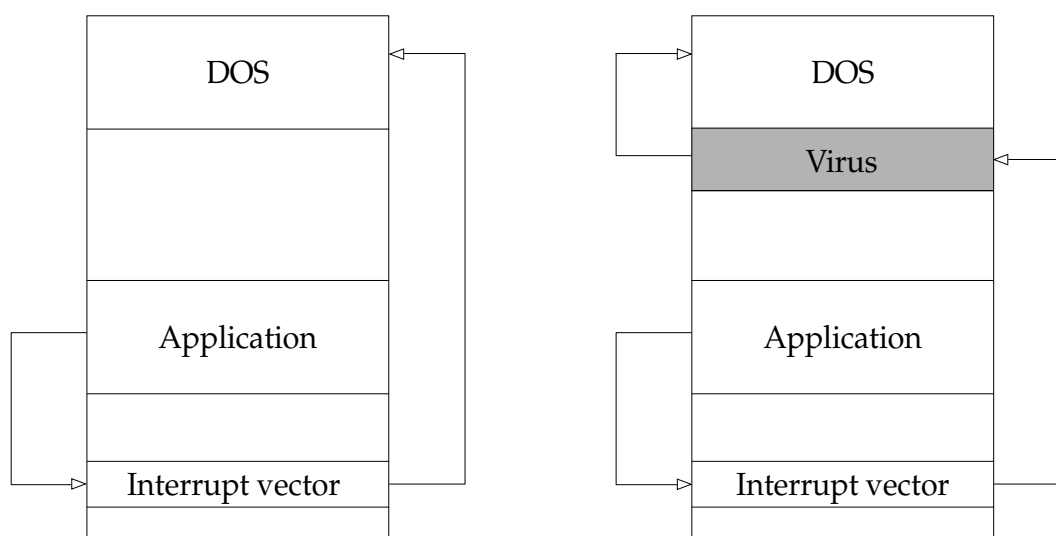 DOS
Application
Interrupt vector
DOS
Virus
Application
Interrupt vector